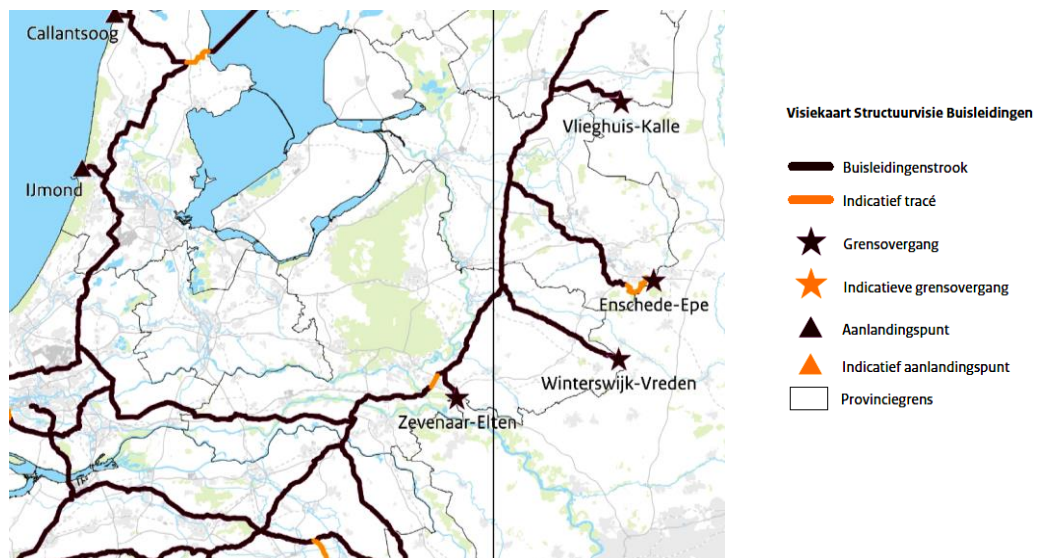 Callantsoog
IJmond
Vlieghuis-Kalle
Enschede-Epe
Winterswijk-Vreden
Zevenaar-Elten
Visiekaart Structuurvisie Buisleidingen
Buisleidingenstrook
Indicatief tracé
Grensovergang
Indicatieve grensovergang
Aanlandingspunt
Indicatief aanlandingspunt
Provinciegrens